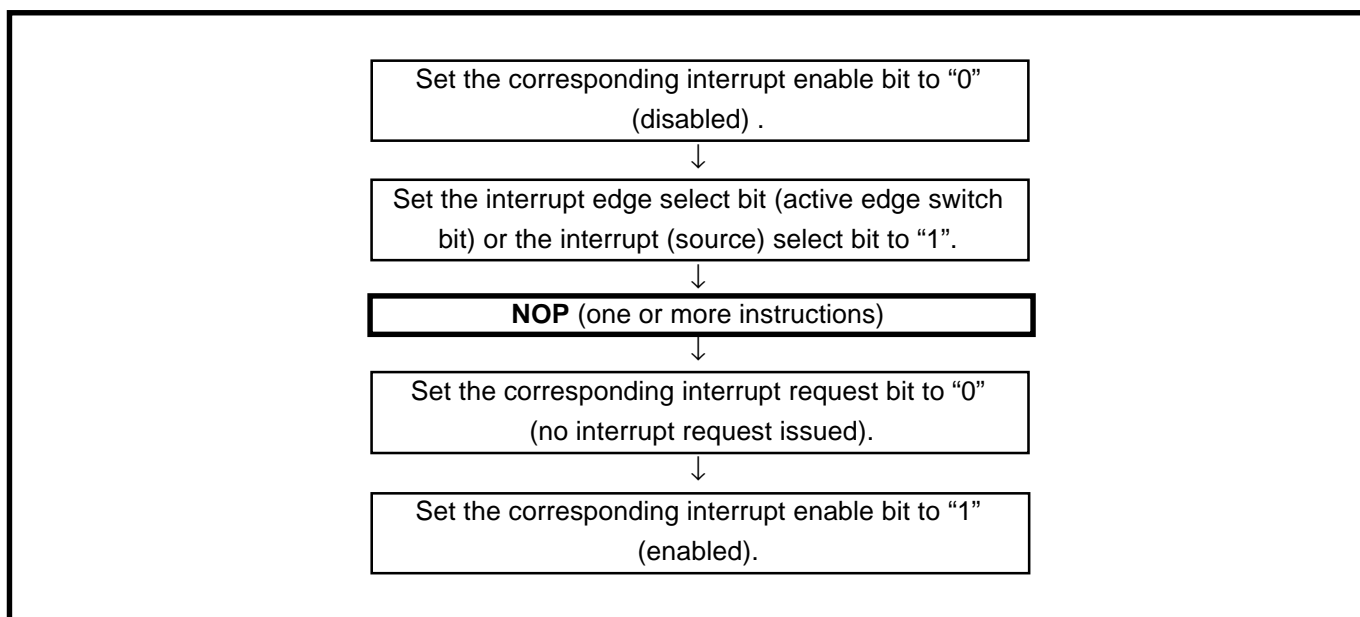 Set the corresponding interrupt enable bit to “0”
(disabled) .
↓
Set the interrupt edge select bit (active edge switch
bit) or the interrupt (source) select bit to “1”.
↓
NOP (one or more instructions)
↓
Set the corresponding interrupt request bit to “0”
(no interrupt request issued).
↓
Set the corresponding interrupt enable bit to “1”
(enabled).